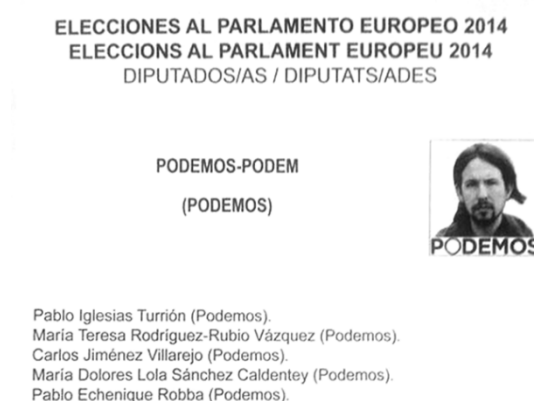 ELECCIONES AL PARLAMENTO EUROPEO 2014
ELECCIONS AL PARLAMENT EUROPEU 2014
DIPUTADOS/AS / DIPUTATS/ADES
PODEMOS-PODEM
(PODEMOS)
PODEMOS
Pablo Iglesias Turrión (Podemos).
María Teresa Rodríguez-Rubio Vázquez (Podemos).
Carlos Jiménez Villarejo (Podemos).
María Dolores Lola Sánchez Caldentey (Podemos).
Pablo Echenique Robba (Podemos).